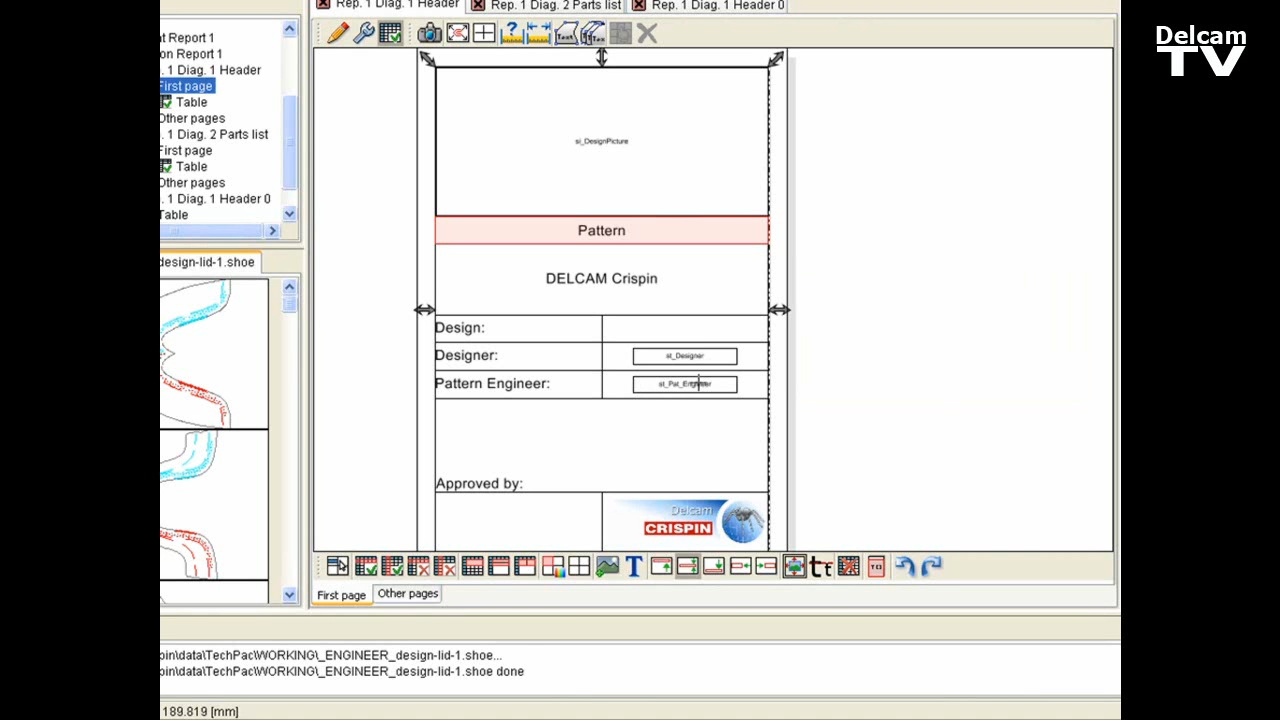 Rep. 1 Diag. 1 Header
Rep. 1 Diag. 2 Parts list
Rep. 1 Diag. 1 Header 0
Delcam
TV
t Report 1
on Report 1
. 1 Diag. 1 Header
First page
Table
Other pages
. 1 Diag. 2 Parts list
First page
Table
Other pages
. 1 Diag. 1 Header 0
Table
design-lid-1.shoe
si_DesignPicture
Pattern
DELCAM Crispin
Design:
Designer:
st_Designer
Pattern Engineer:
st_Pat_Engineer
Approved by:
Delcam
CRISPIN
First page
Other pages
pin\data\TechPac\WORKING\_ENGINEER_design-lid-1.shoe...
pin\data\TechPac\WORKING\_ENGINEER_design-lid-1.shoe done
189.819 [mm]